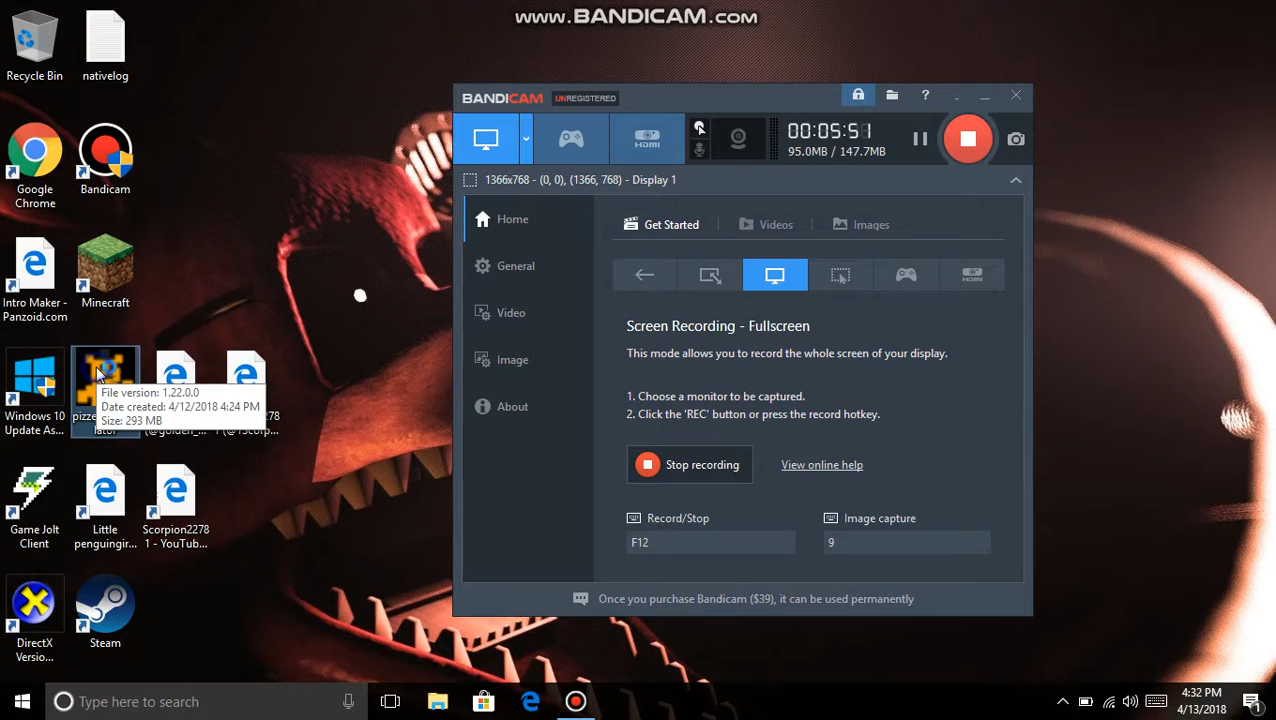 www.BANDICAM.com
Recycle Bin
nativelog
Google
Chrome
Bandicam
Intro Maker -
Panzoid.com
Minecraft
Windows 10
Update As...
File version: 1.22.0.0
Date created: 4/12/2018 4:24 PM
Size: 293 MB
Game Jolt
Client
Little
penguingir...
Scorpion2278
1 - YouTub...
DirectX
Versio...
Steam
BANDICAM UNREGISTERED
?
HDMI
00:05:51
95.0MB / 147.7MB
1366x768 - (0, 0), (1366, 768) - Display 1
Home
General
Video
Image
About
Get Started
Videos
Images
HDMI
Screen Recording - Fullscreen
This mode allows you to record the whole screen of your display.
1. Choose a monitor to be captured.
2. Click the 'REC' button or press the record hotkey.
Stop recording
View online help
Record/Stop
Image capture
F12
9
Once you purchase Bandicam ($39), it can be used permanently
Type here to search
4:32 PM
4/13/2018
1